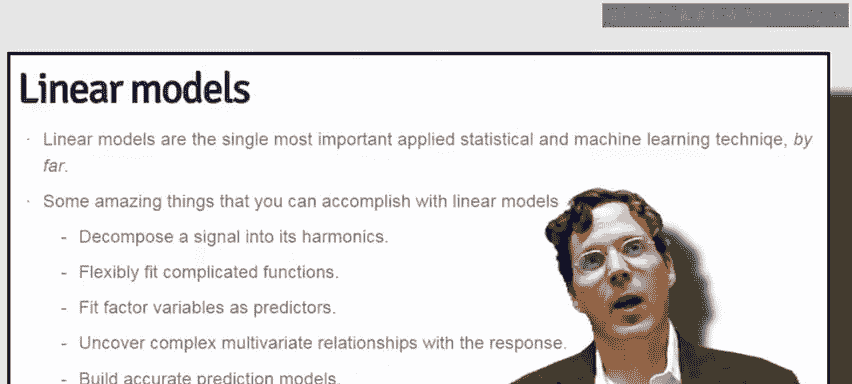 Linear models
· Linear models are the single most important applied statistical and machine learning techniqe, by
far.
· Some amazing things that you can accomplish with linear models
- Decompose a signal into its harmonics.
- Flexibly fit complicated functions.
- Fit factor variables as predictors.
- Uncover complex multivariate relationships with the response.
- Build accurate prediction models.